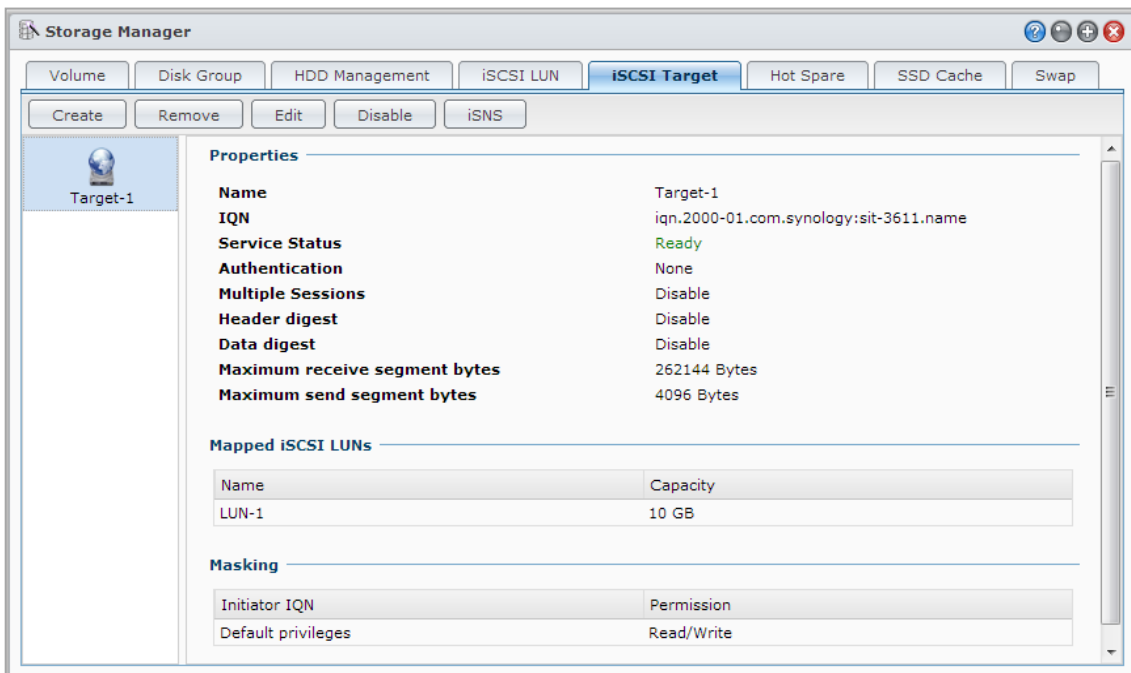 Storage Manager
Volume Disk Group HDD Management iSCSI LUN iSCSI Target Hot Spare SSD Cache Swap
Create Remove Edit Disable iSNS
Target-1
Properties
Name Target-1
IQN iqn.2000-01.com.synology:sit-3611.name
Service Status Ready
Authentication None
Multiple Sessions Disable
Header digest Disable
Data digest Disable
Maximum receive segment bytes 262144 Bytes
Maximum send segment bytes 4096 Bytes
Mapped iSCSI LUNs
Name Capacity
LUN-1 10 GB
Masking
Initiator IQN Permission
Default privileges Read/Write